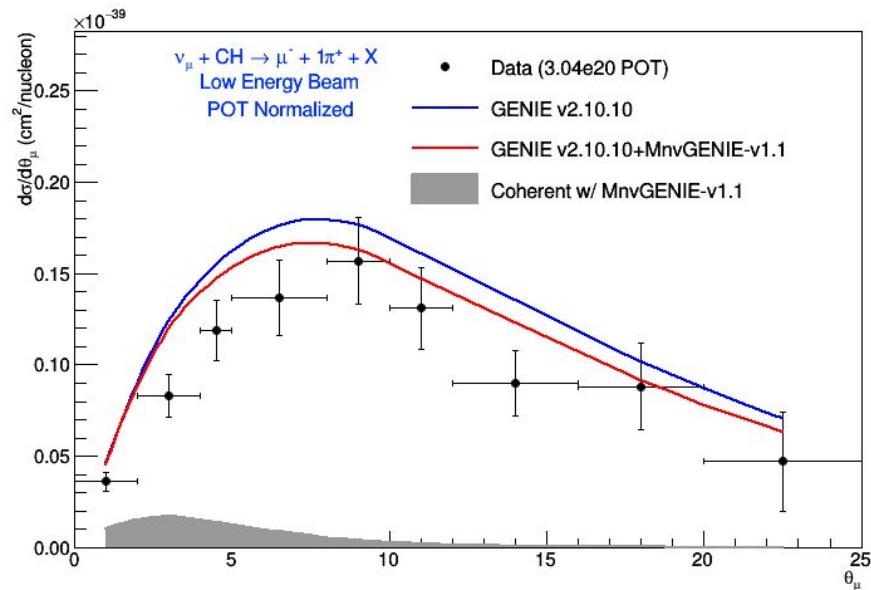 ×10⁻³⁹
dσ/dθ_μ (cm²/nucleon)
ν_μ + CH → μ⁻ + 1π⁺ + X
Low Energy Beam
POT Normalized
Data (3.04e20 POT)
GENIE v2.10.10
GENIE v2.10.10+MnvGENIE-v1.1
Coherent w/ MnvGENIE-v1.1
0.25
0.20
0.15
0.10
0.05
0.00
0 5 10 15 20 25
θ_μ